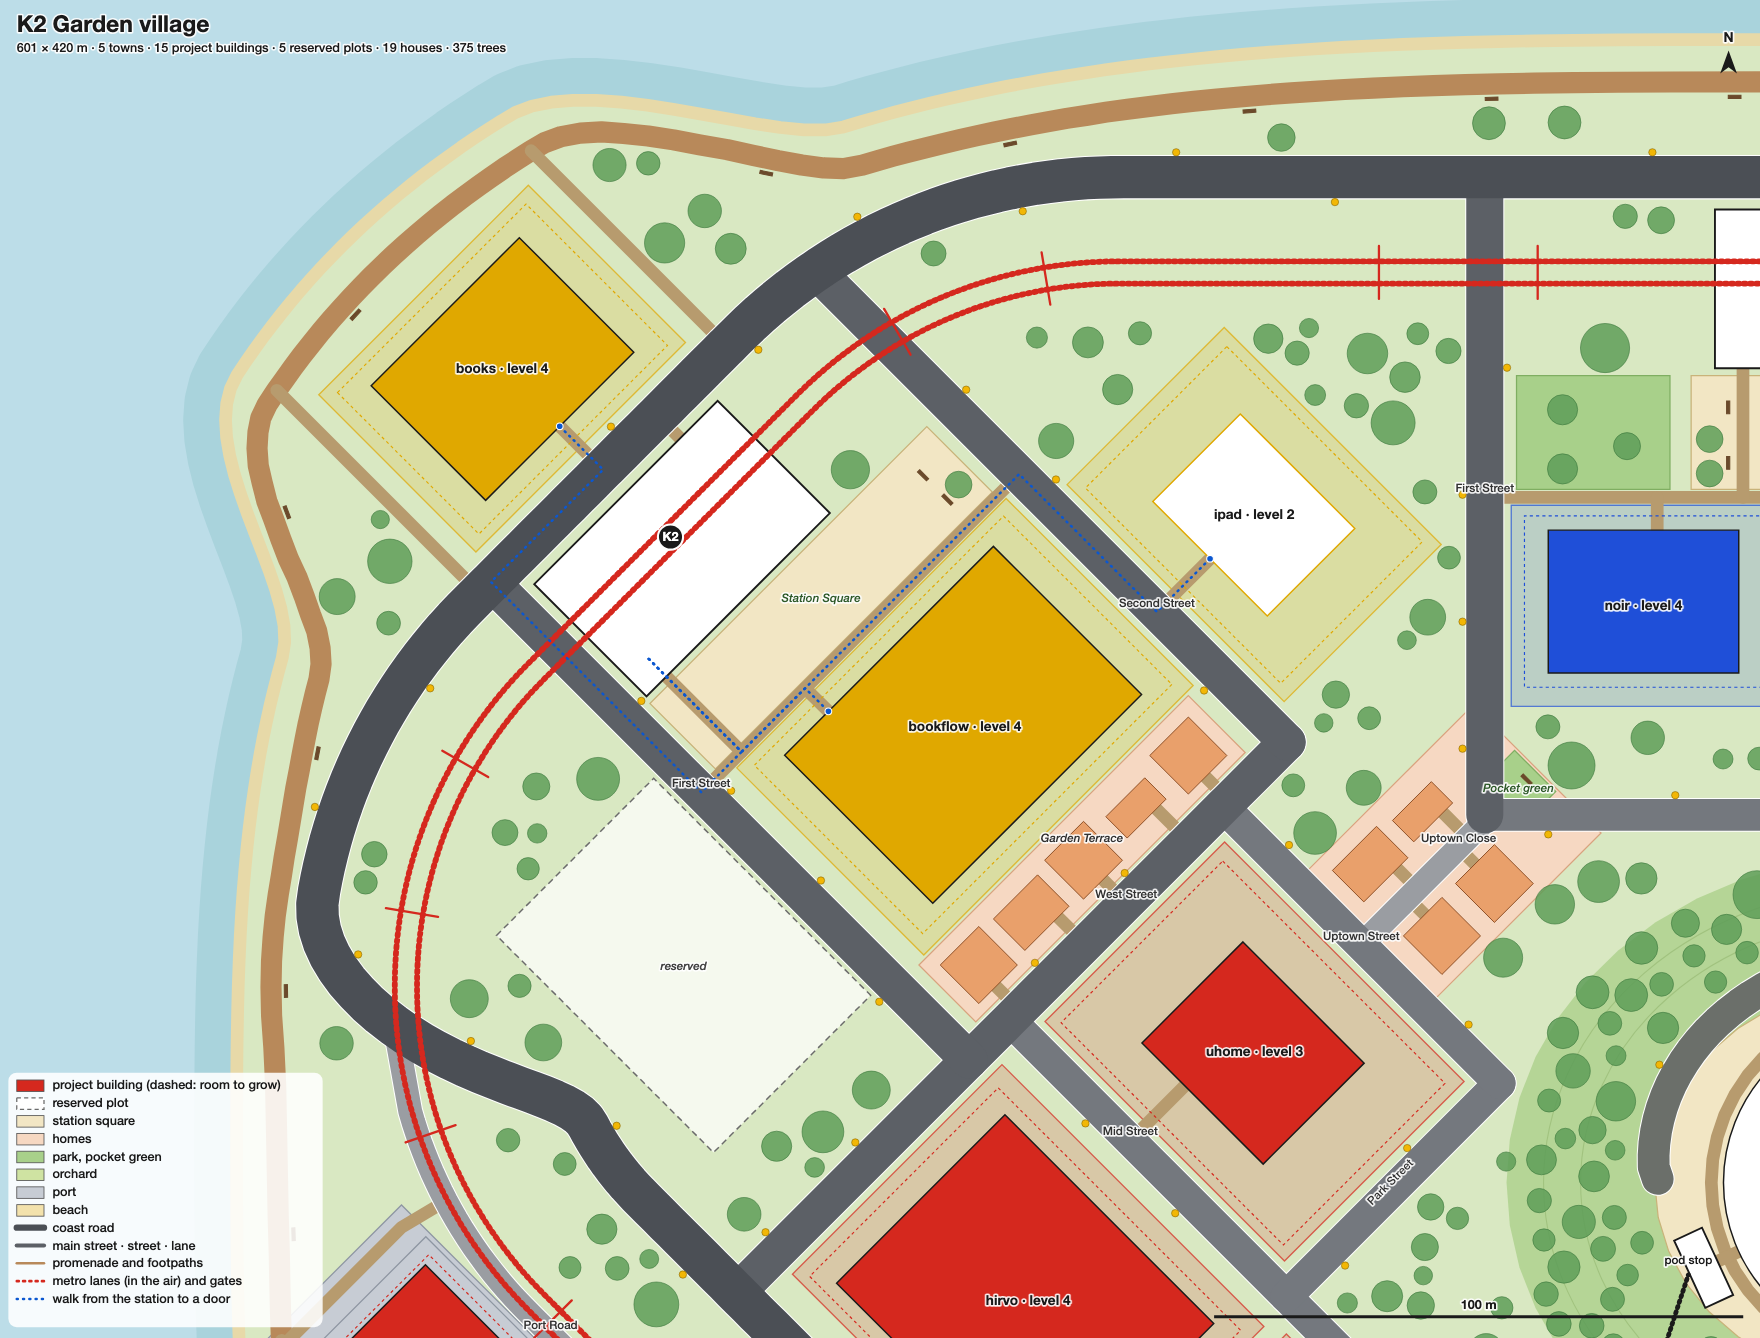 K2 Garden village
601 × 420 m · 5 towns · 15 project buildings · 5 reserved plots · 19 houses · 375 trees
N
books · level 4
K2
Station Square
ipad · level 2
First Street
noir · level 4
Second Street
bookflow · level 4
First Street
Pocket green
Garden Terrace
Uptown Close
West Street
Uptown Street
reserved
uhome · level 3
Mid Street
Park Street
pod stop
hirvo · level 4
100 m
Port Road
project building (dashed: room to grow)
reserved plot
station square
homes
park, pocket green
orchard
port
beach
coast road
main street · street · lane
promenade and footpaths
metro lanes (in the air) and gates
walk from the station to a door